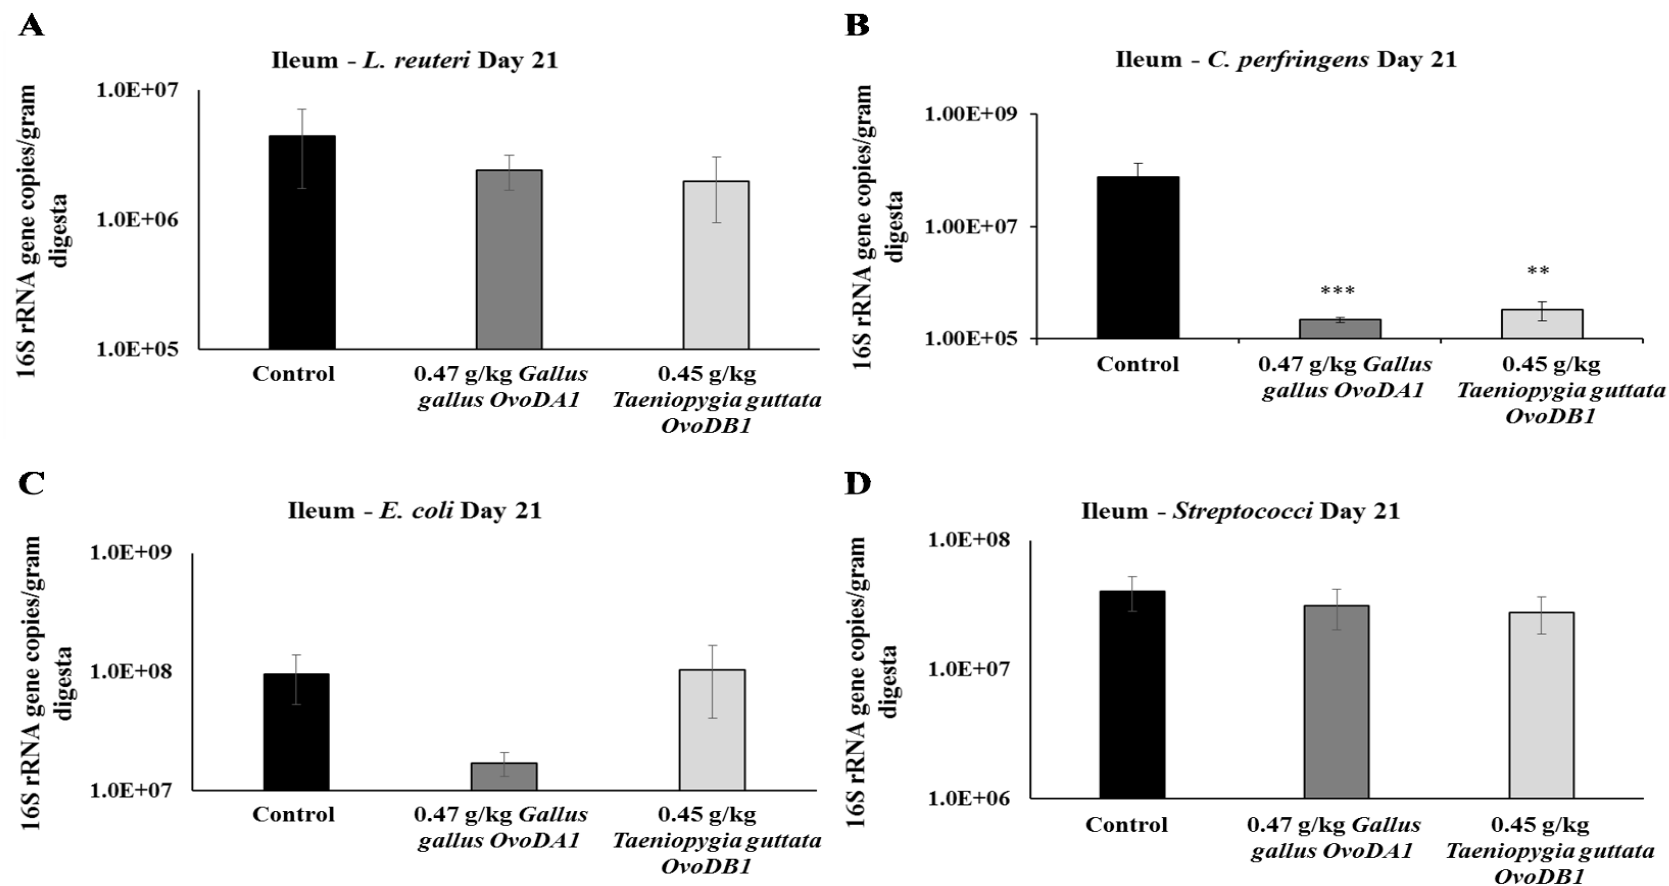 A
Ileum - L. reuteri Day 21
16S rRNA gene copies/gram
digesta
1.0E+07
1.0E+06
1.0E+05
Control
0.47 g/kg Gallus
gallus OvoDA1
0.45 g/kg
Taeniopygia guttata
OvoDB1
B
Ileum - C. perfringens Day 21
16S rRNA gene copies/gram
digesta
1.00E+09
1.00E+07
1.00E+05
***
**
Control
0.47 g/kg Gallus
gallus OvoDA1
0.45 g/kg
Taeniopygia guttata
OvoDB1
C
Ileum - E. coli Day 21
16S rRNA gene copies/gram
digesta
1.0E+09
1.0E+08
1.0E+07
Control
0.47 g/kg Gallus
gallus OvoDA1
0.45 g/kg
Taeniopygia guttata
OvoDB1
D
Ileum - Streptococci Day 21
16S rRNA gene copies/gram
digesta
1.0E+08
1.0E+07
1.0E+06
Control
0.47 g/kg Gallus
gallus OvoDA1
0.45 g/kg
Taeniopygia guttata
OvoDB1